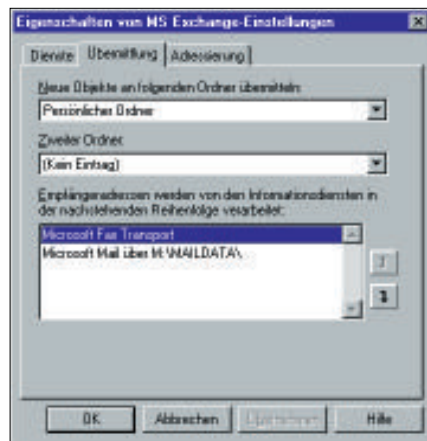 Eigenschaften von MS Exchange-Einstellungen
Dienste Übermittlung Adressierung
Neue Objekte an folgenden Ordner übermitteln:
Persönlicher Ordner
Zweiter Ordner:
(Kein Eintrag)
Empfängeradressen werden von den Informationsdiensten in
der nachstehenden Reihenfolge verarbeitet:
Microsoft Fax Transport
Microsoft Mail über M:\MAILDATA\
OK Abbrechen Übernehmen Hilfe